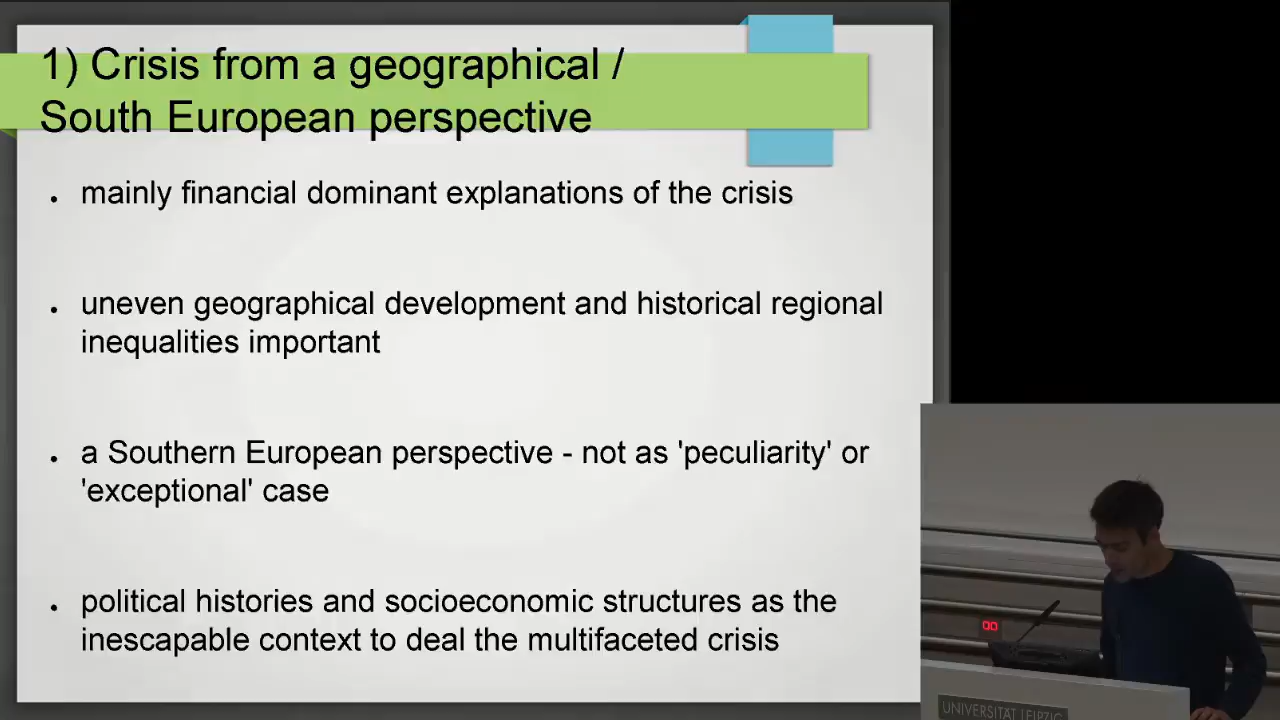 1) Crisis from a geographical /
South European perspective
mainly financial dominant explanations of the crisis
uneven geographical development and historical regional
inequalities important
a Southern European perspective - not as 'peculiarity' or
'exceptional' case
political histories and socioeconomic structures as the
inescapable context to deal the multifaceted crisis
00
UNIVERSITÄT LEIPZIG